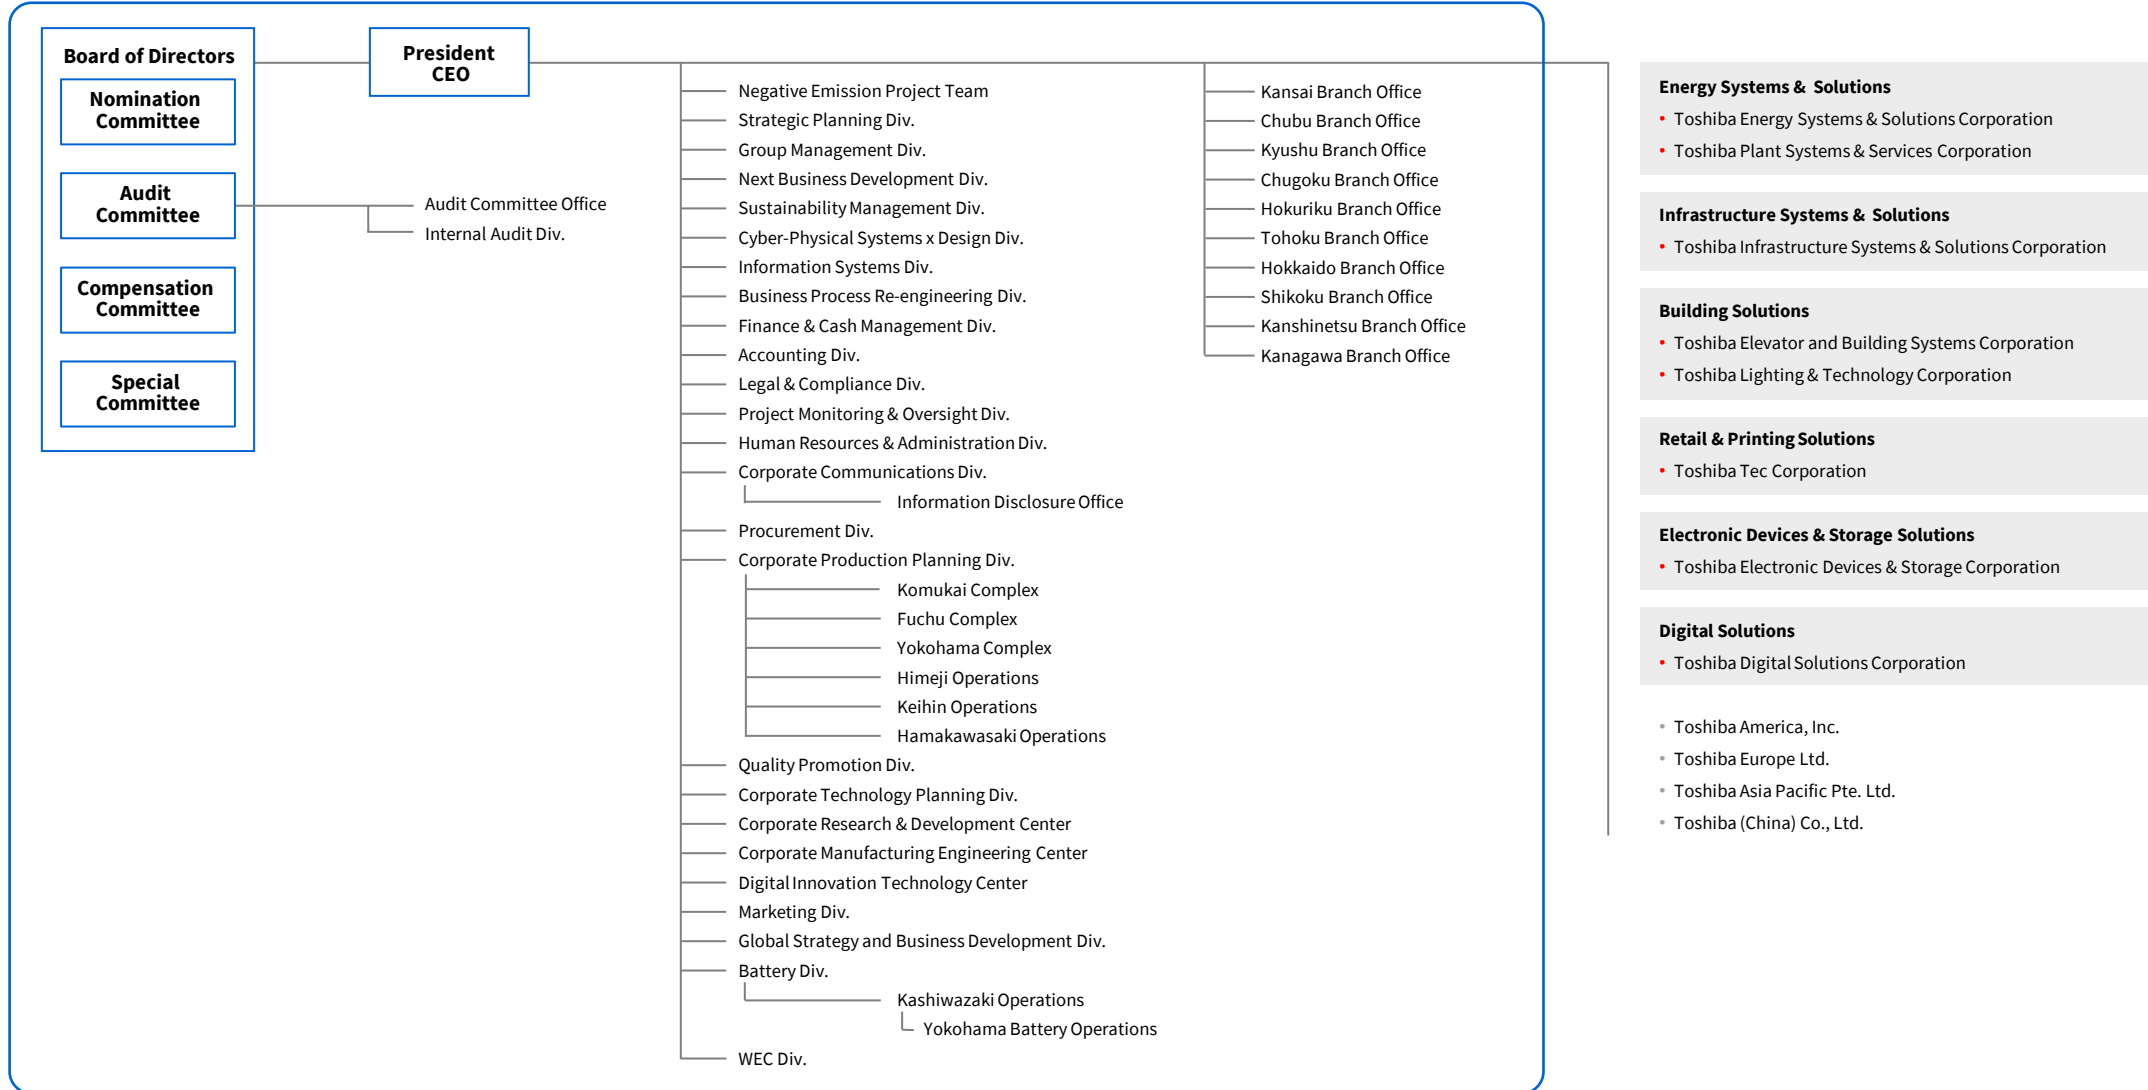 Board of Directors
Nomination
Committee
Audit
Committee
Compensation
Committee
Special
Committee
President
CEO
Audit Committee Office
Internal Audit Div.
Negative Emission Project Team
Strategic Planning Div.
Group Management Div.
Next Business Development Div.
Sustainability Management Div.
Cyber-Physical Systems x Design Div.
Information Systems Div.
Business Process Re-engineering Div.
Finance & Cash Management Div.
Accounting Div.
Legal & Compliance Div.
Project Monitoring & Oversight Div.
Human Resources & Administration Div.
Corporate Communications Div.
Information Disclosure Office
Procurement Div.
Corporate Production Planning Div.
Komukai Complex
Fuchu Complex
Yokohama Complex
Himeji Operations
Keihin Operations
Hamakawasaki Operations
Quality Promotion Div.
Corporate Technology Planning Div.
Corporate Research & Development Center
Corporate Manufacturing Engineering Center
Digital Innovation Technology Center
Marketing Div.
Global Strategy and Business Development Div.
Battery Div.
Kashiwazaki Operations
Yokohama Battery Operations
WEC Div.
Kansai Branch Office
Chubu Branch Office
Kyushu Branch Office
Chugoku Branch Office
Hokuriku Branch Office
Tohoku Branch Office
Hokkaido Branch Office
Shikoku Branch Office
Kanshinetsu Branch Office
Kanagawa Branch Office
Energy Systems & Solutions
• Toshiba Energy Systems & Solutions Corporation
• Toshiba Plant Systems & Services Corporation
Infrastructure Systems & Solutions
• Toshiba Infrastructure Systems & Solutions Corporation
Building Solutions
• Toshiba Elevator and Building Systems Corporation
• Toshiba Lighting & Technology Corporation
Retail & Printing Solutions
• Toshiba Tec Corporation
Electronic Devices & Storage Solutions
• Toshiba Electronic Devices & Storage Corporation
Digital Solutions
• Toshiba Digital Solutions Corporation
• Toshiba America, Inc.
• Toshiba Europe Ltd.
• Toshiba Asia Pacific Pte. Ltd.
• Toshiba (China) Co., Ltd.